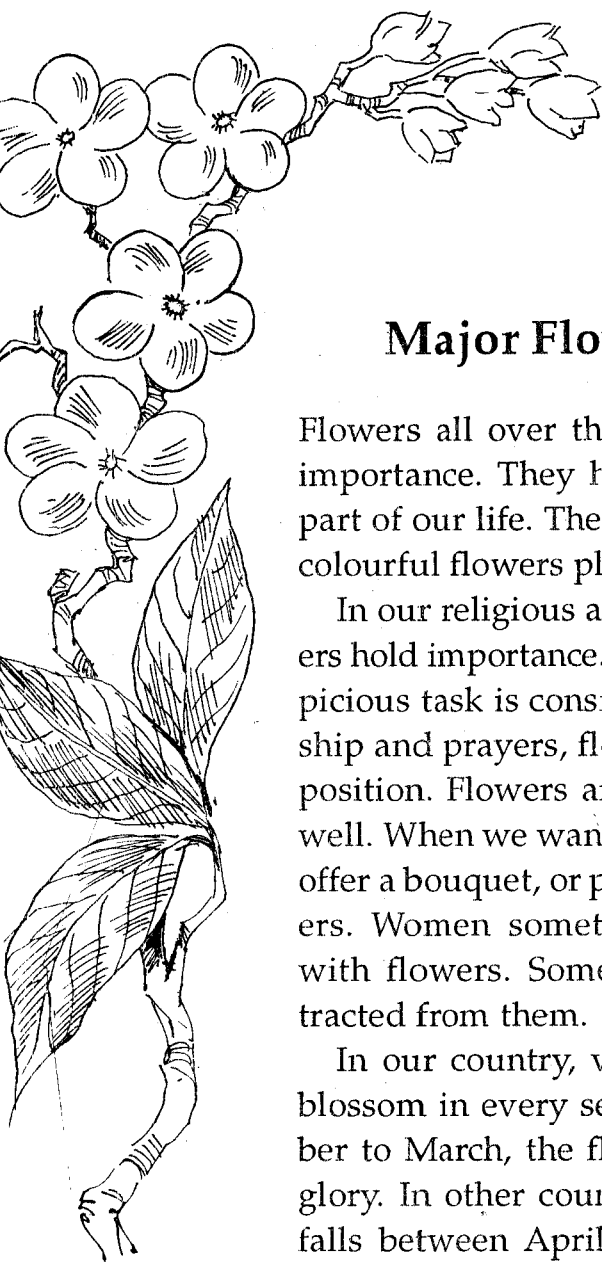 Major Flo
Flowers all over th
importance. They h
part of our life. The
colourful flowers pl
In our religious a
ers hold importance.
picious task is cons
ship and prayers, fl
position. Flowers a
well. When we wan
offer a bouquet, or p
ers. Women somet
with flowers. Some
tracted from them.
In our country, v
blossom in every se
ber to March, the fl
glory. In other cour
falls between April